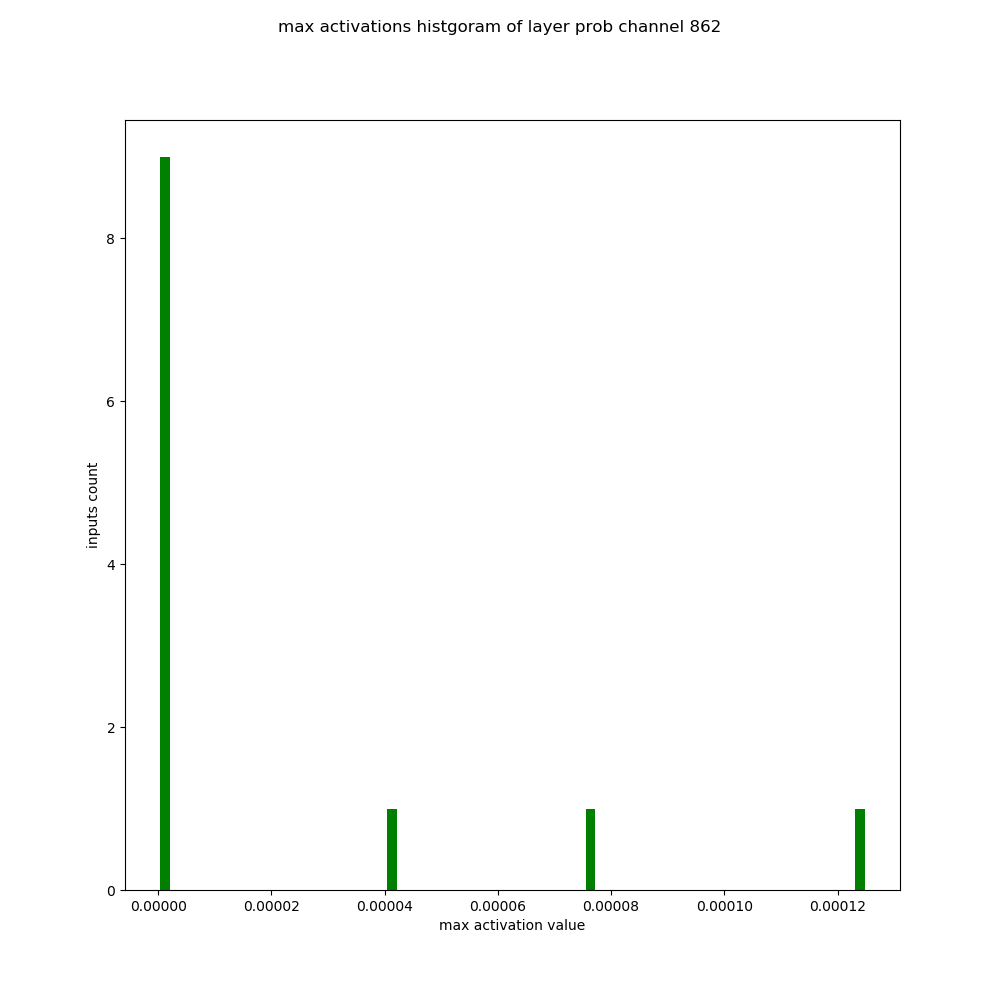 max activations histgoram of layer prob channel 862
8
6
4
2
0
inputs count
0.00000 0.00002 0.00004 0.00006 0.00008 0.00010 0.00012
max activation value